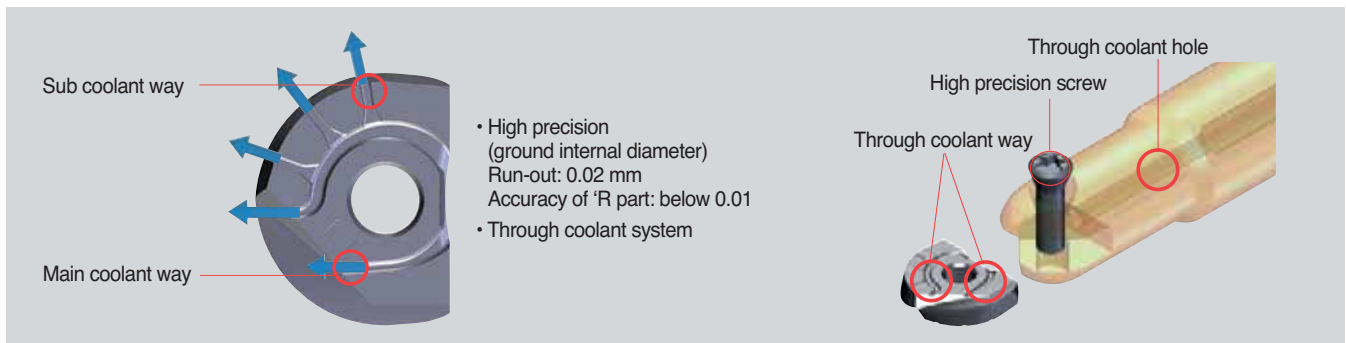 Sub coolant way
Main coolant way
• High precision
(ground internal diameter)
Run-out: 0.02 mm
Accuracy of ‘R part: below 0.01
• Through coolant system
Through coolant hole
High precision screw
Through coolant way